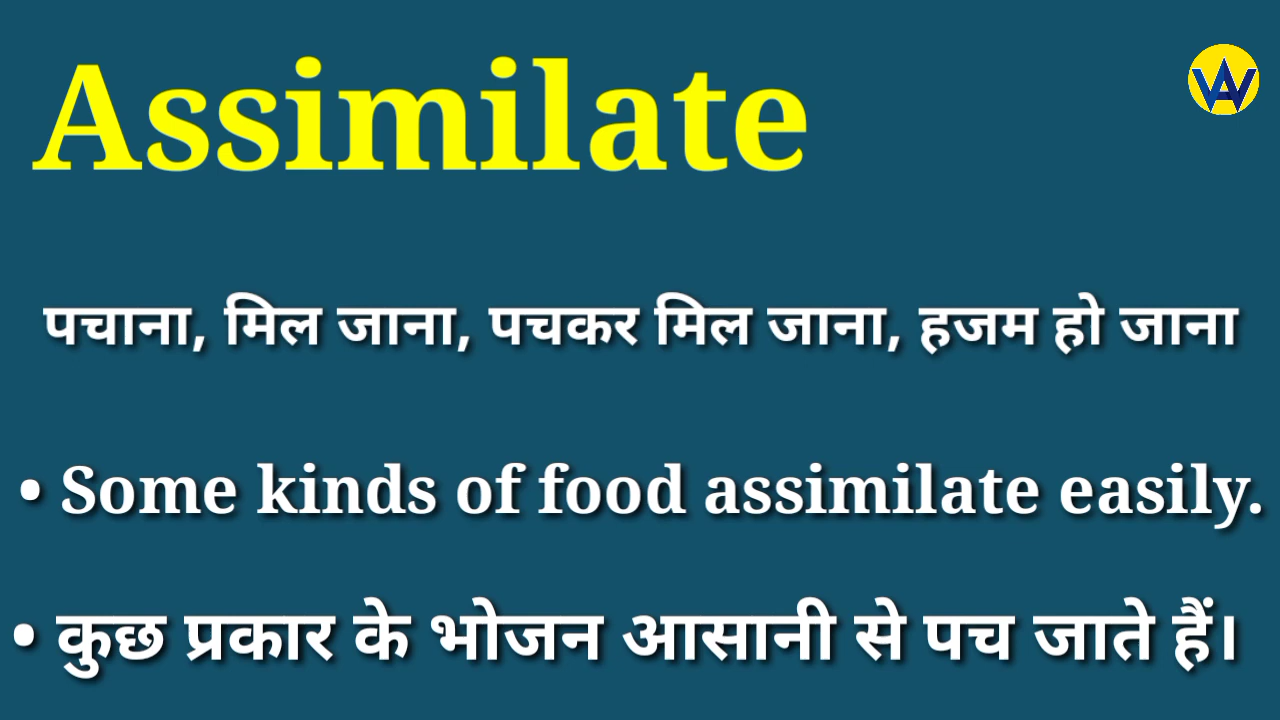 Assimilate
पचाना, मिल जाना, पचकर मिल जाना, हजम हो जाना
• Some kinds of food assimilate easily.
• कुछ प्रकार के भोजन आसानी से पच जाते हैं।